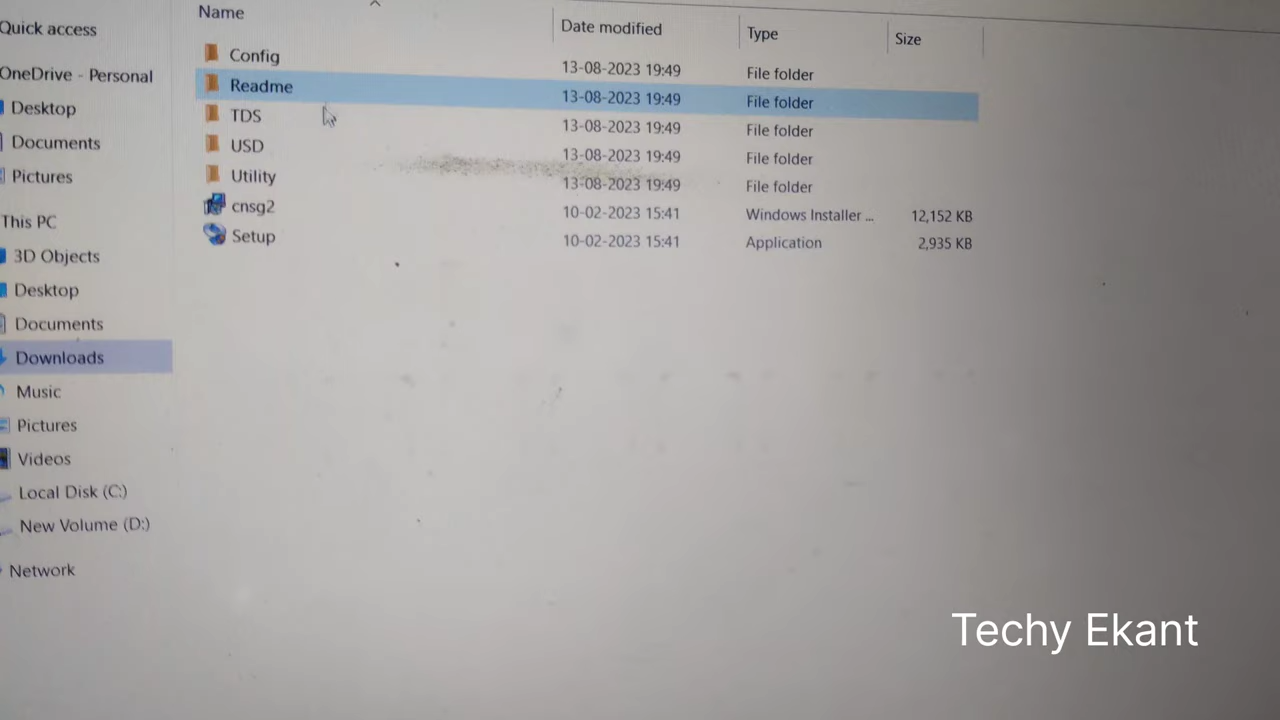 Name Date modified Type Size
Quick access
OneDrive - Personal
Desktop
Documents
Pictures
This PC
3D Objects
Desktop
Documents
Downloads
Music
Pictures
Videos
Local Disk (C:)
New Volume (D:)
Network
Config 13-08-2023 19:49 File folder
Readme 13-08-2023 19:49 File folder
TDS 13-08-2023 19:49 File folder
USD 13-08-2023 19:49 File folder
Utility 13-08-2023 19:49 File folder
cnsg2 10-02-2023 15:41 Windows Installer ... 12,152 KB
Setup 10-02-2023 15:41 Application 2,935 KB
Techy Ekant